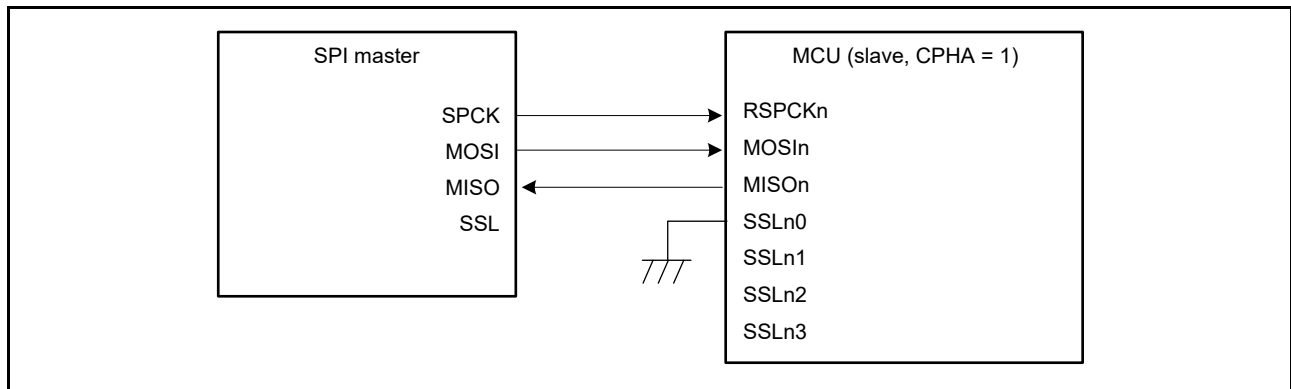 SPI master
SPCK
MOSI
MISO
SSL
MCU (slave, CPHA = 1)
RSPCKn
MOSIn
MISOn
SSLn0
SSLn1
SSLn2
SSLn3